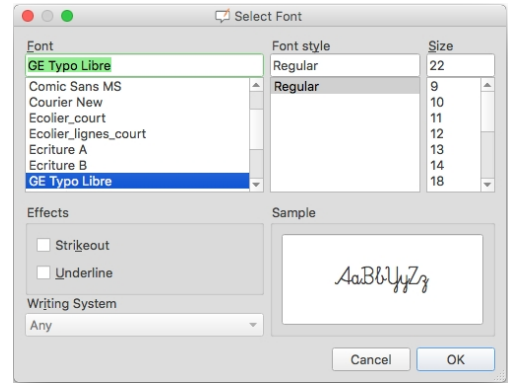 Select Font
Font
Font style
Size
GE Typo Libre
Regular
22
Comic Sans MS
Courier New
Ecolier_court
Ecolier_lignes_court
Ecriture A
Ecriture B
GE Typo Libre
Regular
9
10
11
12
13
14
18
Effects
Strikeout
Underline
Writing System
Any
Sample
AaBbYyZz
Cancel
OK